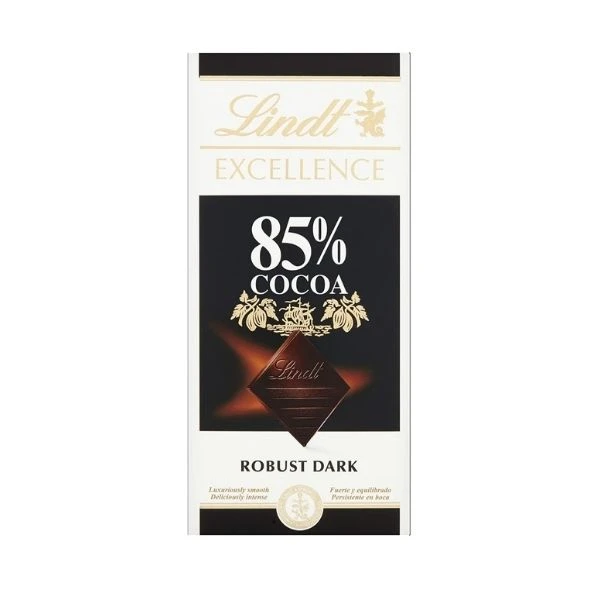 Lindt
EXCELLENCE
85%
COCOA
Lindt
ROBUST DARK
Luxuriously smooth
Deliciously intense
Fuerte y equilibrado
Persistente en boca